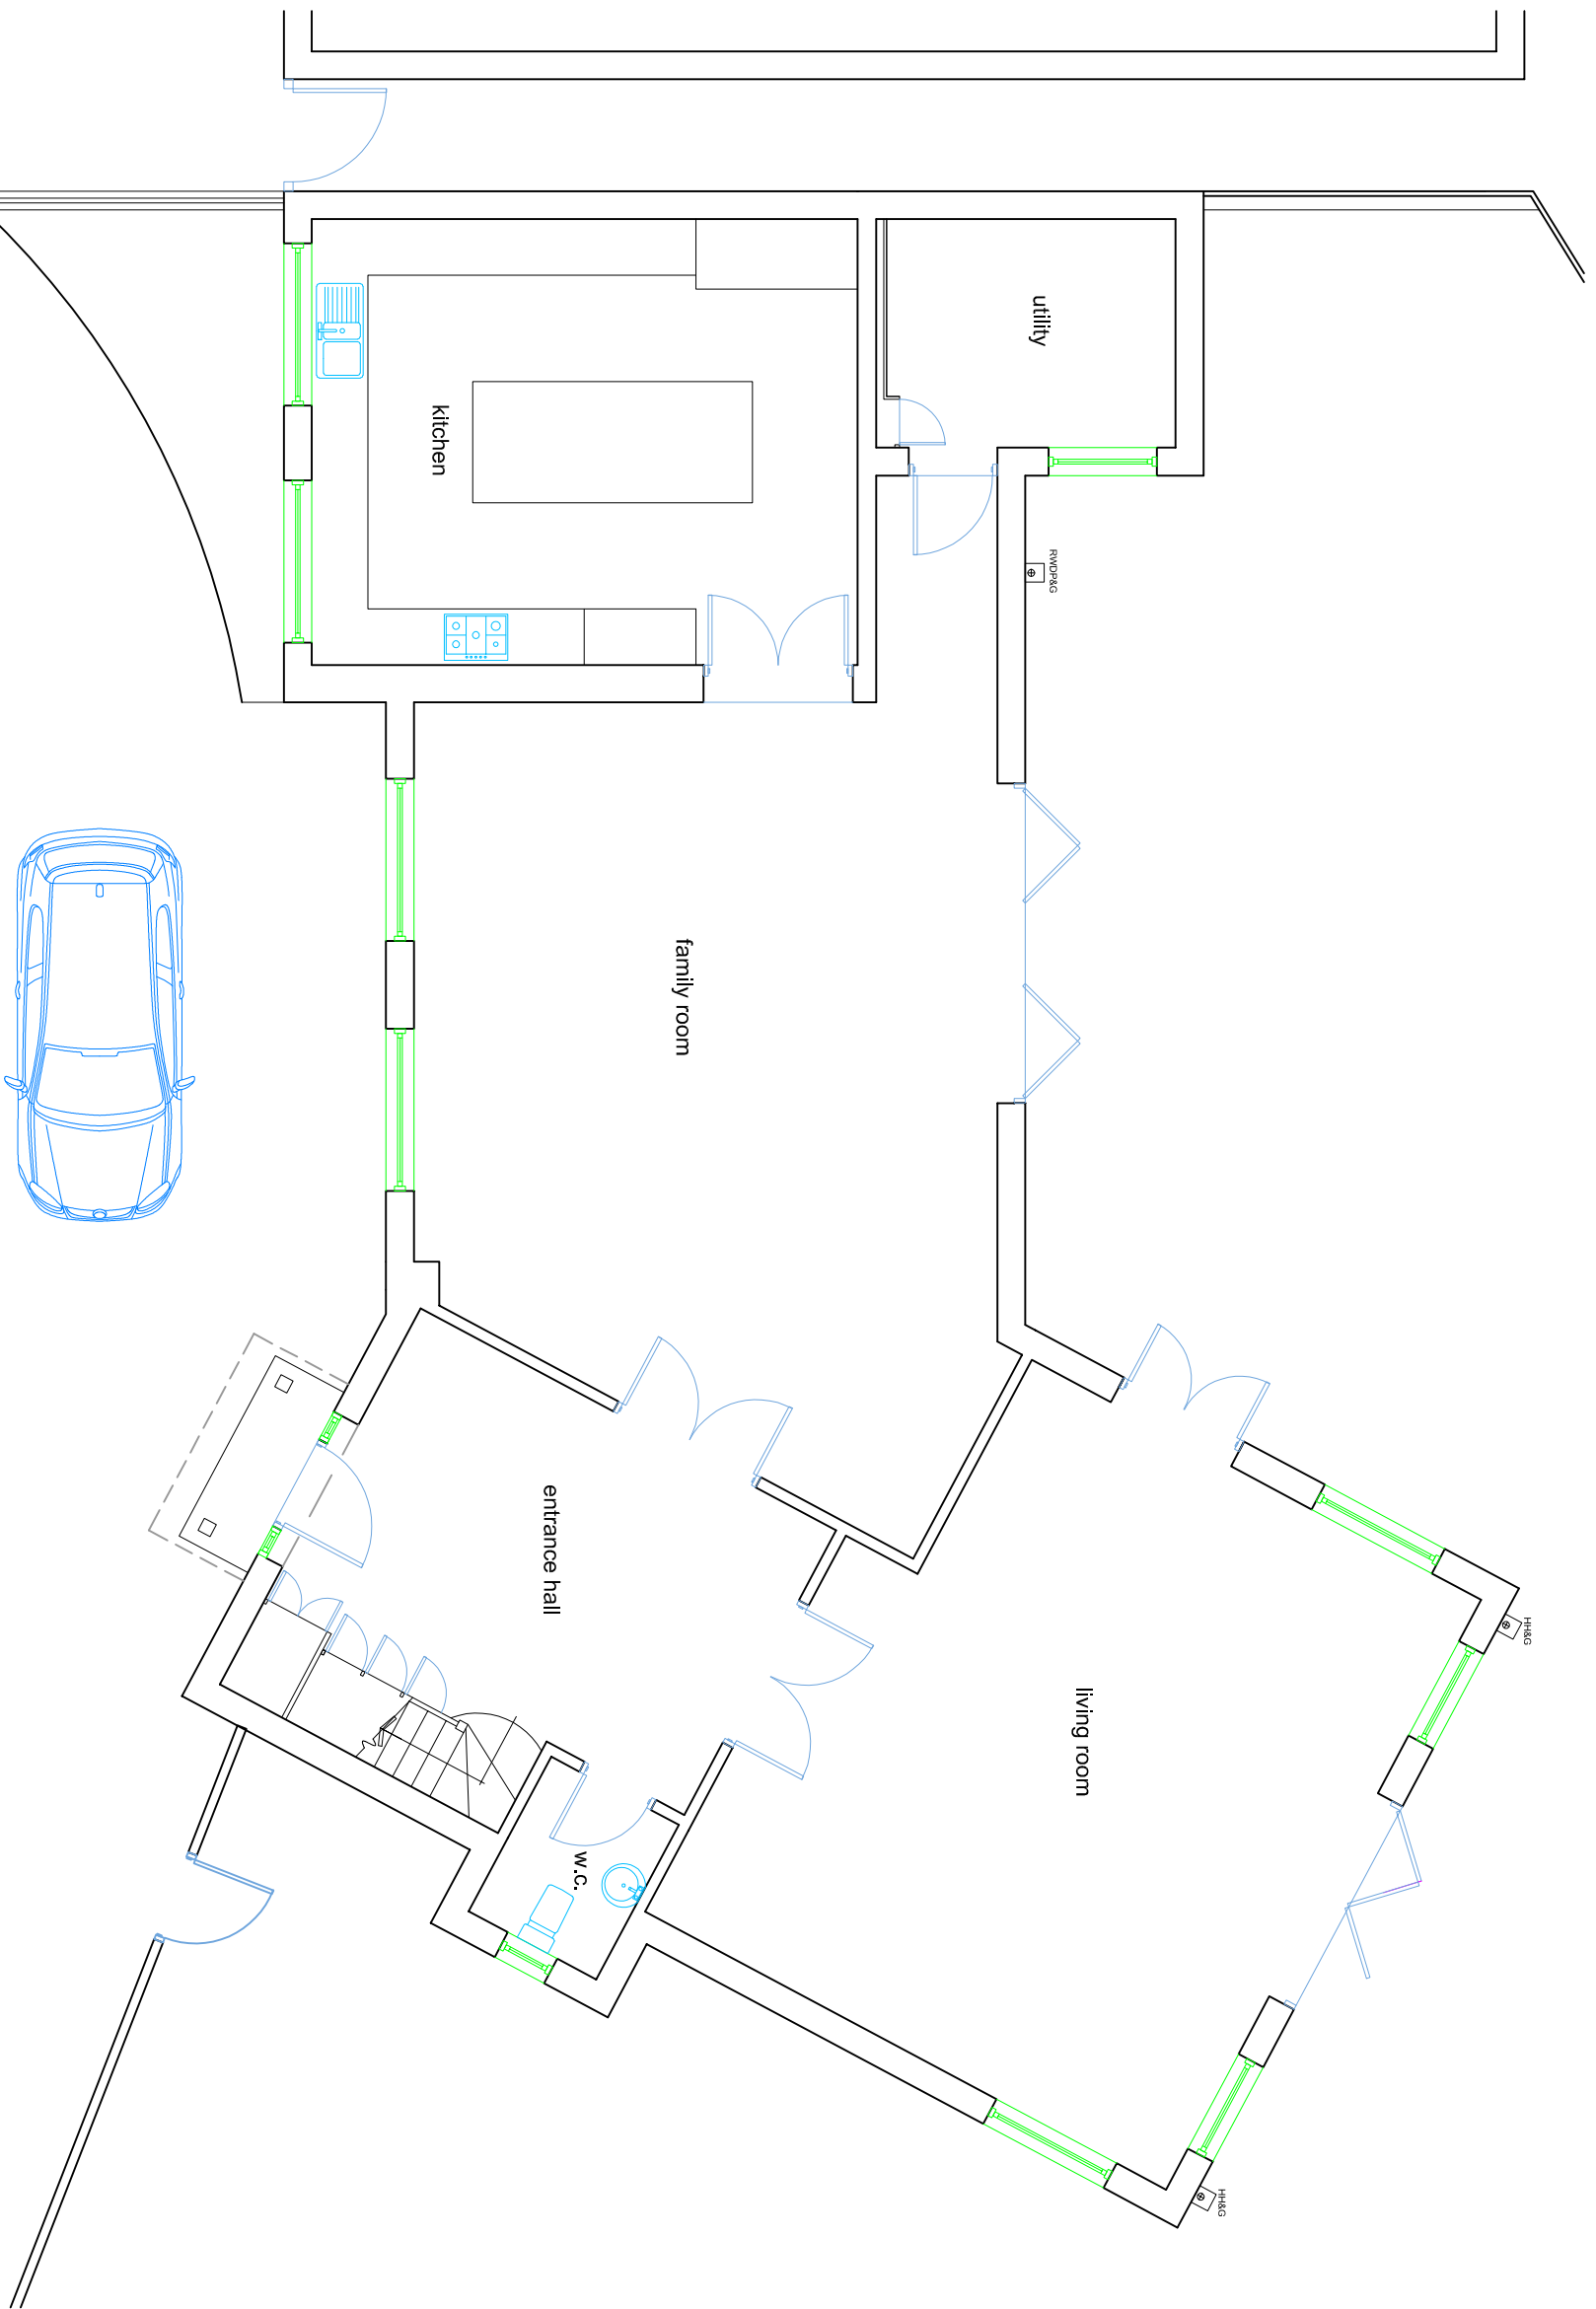 utility
kitchen
RWDP&G
family room
entrance hall
living room
HH&G
w.c.
HH&G